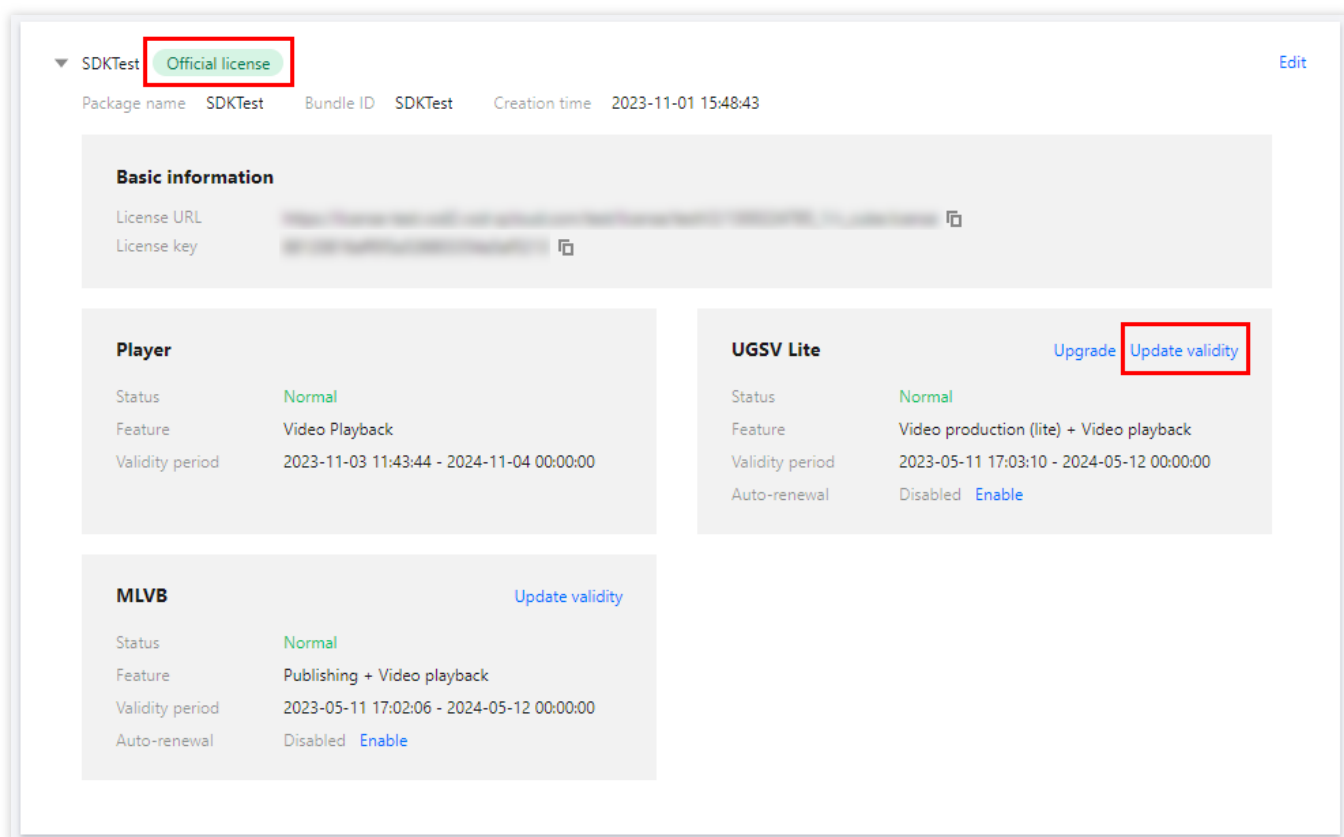 SDKTest Official license Edit
Package name SDKTest Bundle ID SDKTest Creation time 2023-11-01 15:48:43
Basic information
License URL
License key
Player
Status Normal
Feature Video Playback
Validity period 2023-11-03 11:43:44 - 2024-11-04 00:00:00
UGSV Lite Upgrade Update validity
Status Normal
Feature Video production (lite) + Video playback
Validity period 2023-05-11 17:03:10 - 2024-05-12 00:00:00
Auto-renewal Disabled Enable
MLVB Update validity
Status Normal
Feature Publishing + Video playback
Validity period 2023-05-11 17:02:06 - 2024-05-12 00:00:00
Auto-renewal Disabled Enable